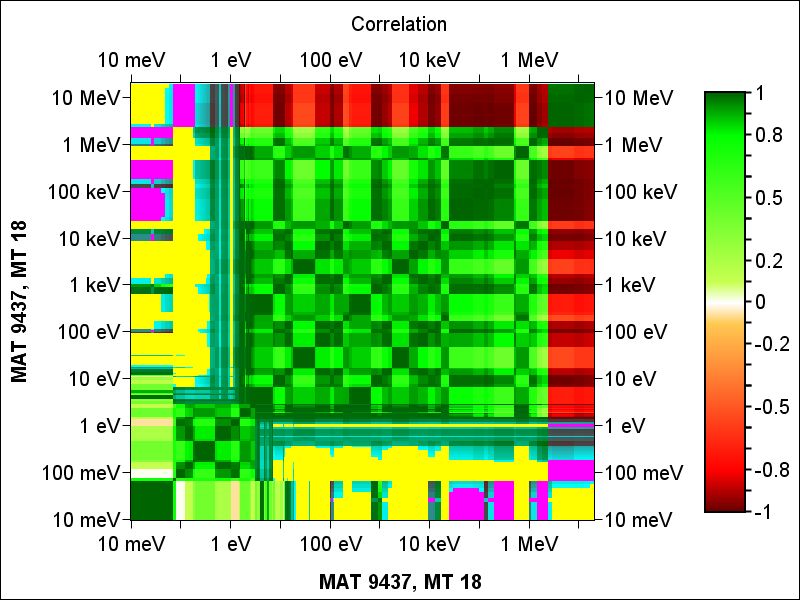 Correlation
10 meV 1 eV 100 eV 10 keV 1 MeV
10 MeV 10 MeV 1
1 MeV 1 MeV 0.8
100 keV 100 keV 0.5
10 keV 10 keV 0.2
1 keV 1 keV 0
100 eV 100 eV -0.2
10 eV 10 eV -0.5
1 eV 1 eV -0.8
100 meV 100 meV
10 meV 10 meV -1
10 meV 1 eV 100 eV 10 keV 1 MeV
MAT 9437, MT 18
MAT 9437, MT 18